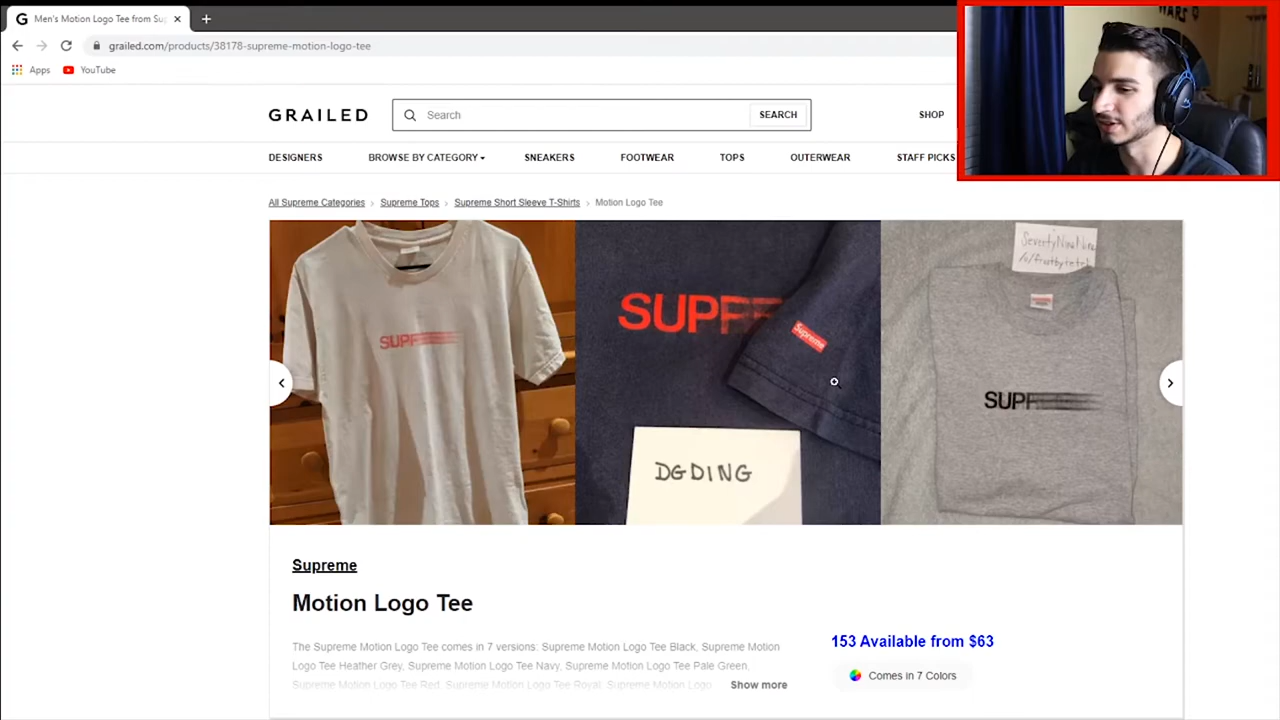 Men's Motion Logo Tee from Sup
grailed.com/products/38178-supreme-motion-logo-tee
Apps YouTube
GRAILED Search SEARCH SHOP
DESIGNERS BROWSE BY CATEGORY SNEAKERS FOOTWEAR TOPS OUTERWEAR STAFF PICKS
All Supreme Categories > Supreme Tops > Supreme Short Sleeve T-Shirts > Motion Logo Tee
SeventyNineNine
SUPRE
Supreme
SUPR
SUPR
DGDING
Supreme
Motion Logo Tee
153 Available from $63
The Supreme Motion Logo Tee comes in 7 versions: Supreme Motion Logo Tee Black, Supreme Motion
Logo Tee Heather Grey, Supreme Motion Logo Tee Navy, Supreme Motion Logo Tee Pale Green,
Supreme Motion Logo Tee Red, Supreme Motion Logo Tee Royal, Supreme Motion Logo Show more
Comes in 7 Colors